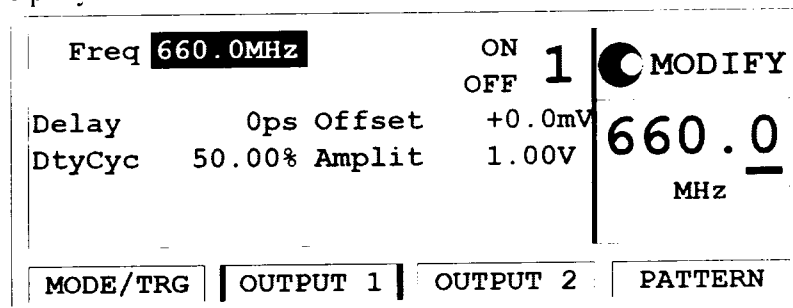 Freq 660.0MHz ON
OFF 1 MODIFY
Delay 0ps Offset +0.0mV
DtyCyc 50.00% Amplit 1.00V
660.0
MHz
MODE/TRG OUTPUT 1 OUTPUT 2 PATTERN